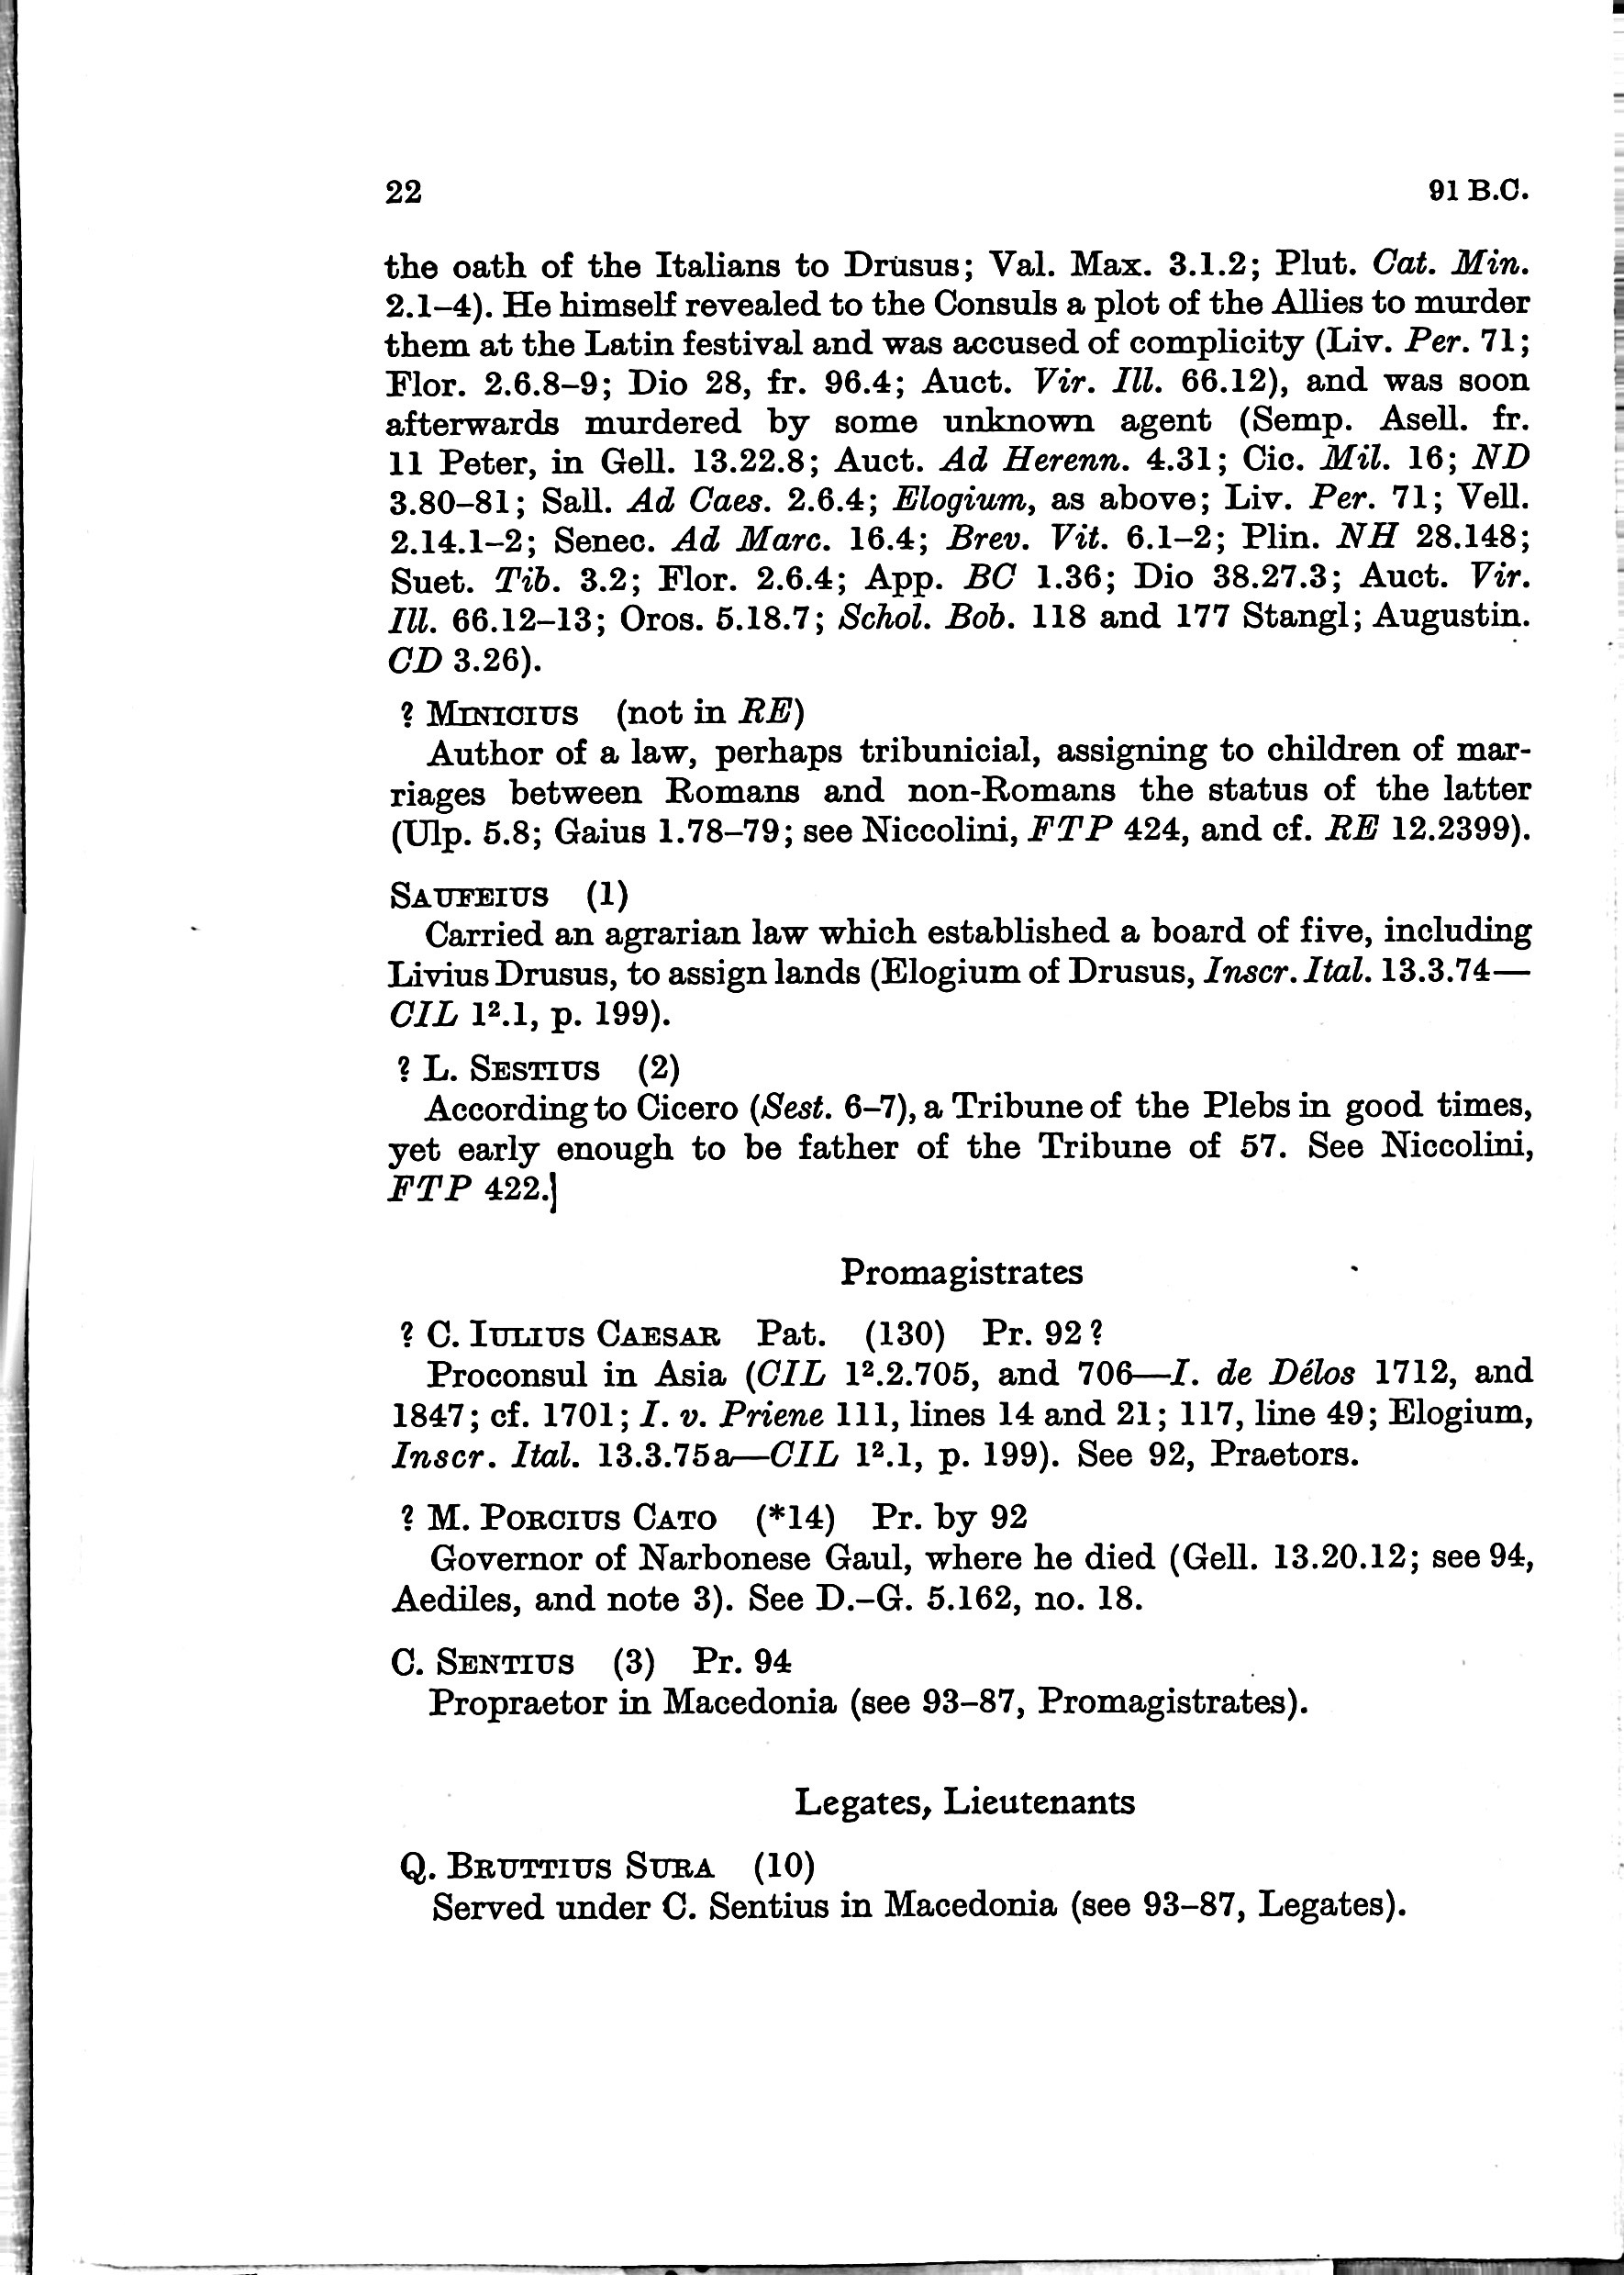 22 91 B.C.
the oath of the Italians to Drusus; Val. Max. 3.1.2; Plut. Cat. Min.
2.1–4). He himself revealed to the Consuls a plot of the Allies to murder
them at the Latin festival and was accused of complicity (Liv. Per. 71;
Flor. 2.6.8–9; Dio 28, fr. 96.4; Auct. Vir. Ill. 66.12), and was soon
afterwards murdered by some unknown agent (Semp. Asell. fr.
11 Peter, in Gell. 13.22.8; Auct. Ad Herenn. 4.31; Cic. Mil. 16; ND
3.80–81; Sall. Ad Caes. 2.6.4; Elogium, as above; Liv. Per. 71; Vell.
2.14.1–2; Senec. Ad Marc. 16.4; Brev. Vit. 6.1–2; Plin. NH 28.148;
Suet. Tib. 3.2; Flor. 2.6.4; App. BC 1.36; Dio 38.27.3; Auct. Vir.
Ill. 66.12–13; Oros. 5.18.7; Schol. Bob. 118 and 177 Stangl; Augustin.
CD 3.26).
? MINICIUS (not in RE)
Author of a law, perhaps tribunicial, assigning to children of mar-
riages between Romans and non-Romans the status of the latter
(Ulp. 5.8; Gaius 1.78–79; see Niccolini, FTP 424, and cf. RE 12.2399).
SAUFEIUS (1)
Carried an agrarian law which established a board of five, including
Livius Drusus, to assign lands (Elogium of Drusus, Inscr. Ital. 13.3.74—
CIL 1².1, p. 199).
? L. SESTIUS (2)
According to Cicero (Sest. 6–7), a Tribune of the Plebs in good times,
yet early enough to be father of the Tribune of 57. See Niccolini,
FTP 422.]
Promagistrates
? C. IULIUS CAESAR Pat. (130) Pr. 92?
Proconsul in Asia (CIL 1².2.705, and 706—I. de Délos 1712, and
1847; cf. 1701; I. v. Priene 111, lines 14 and 21; 117, line 49; Elogium,
Inscr. Ital. 13.3.75a—CIL 1².1, p. 199). See 92, Praetors.
? M. PORCIUS CATO (*14) Pr. by 92
Governor of Narbonese Gaul, where he died (Gell. 13.20.12; see 94,
Aediles, and note 3). See D.–G. 5.162, no. 18.
C. SENTIUS (3) Pr. 94
Propraetor in Macedonia (see 93–87, Promagistrates).
Legates, Lieutenants
Q. BRUTTIUS SURA (10)
Served under C. Sentius in Macedonia (see 93–87, Legates).